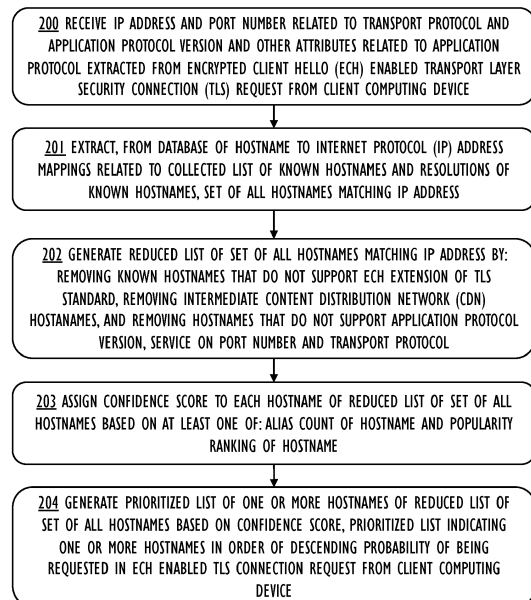 200 RECEIVE IP ADDRESS AND PORT NUMBER RELATED TO TRANSPORT PROTOCOL AND
APPLICATION PROTOCOL VERSION AND OTHER ATTRIBUTES RELATED TO APPLICATION
PROTOCOL EXTRACTED FROM ENCRYPTED CLIENT HELLO (ECH) ENABLED TRANSPORT LAYER
SECURITY CONNECTION (TLS) REQUEST FROM CLIENT COMPUTING DEVICE
201 EXTRACT, FROM DATABASE OF HOSTNAME TO INTERNET PROTOCOL (IP) ADDRESS
MAPPINGS RELATED TO COLLECTED LIST OF KNOWN HOSTNAMES AND RESOLUTIONS OF
KNOWN HOSTNAMES, SET OF ALL HOSTNAMES MATCHING IP ADDRESS
202 GENERATE REDUCED LIST OF SET OF ALL HOSTNAMES MATCHING IP ADDRESS BY:
REMOVING KNOWN HOSTNAMES THAT DO NOT SUPPORT ECH EXTENSION OF TLS
STANDARD, REMOVING INTERMEDIATE CONTENT DISTRIBUTION NETWORK (CDN)
HOSTANAMES, AND REMOVING HOSTNAMES THAT DO NOT SUPPORT APPLICATION PROTOCOL
VERSION, SERVICE ON PORT NUMBER AND TRANSPORT PROTOCOL
203 ASSIGN CONFIDENCE SCORE TO EACH HOSTNAME OF REDUCED LIST OF SET OF ALL
HOSTNAMES BASED ON AT LEAST ONE OF: ALIAS COUNT OF HOSTNAME AND POPULARITY
RANKING OF HOSTNAME
204 GENERATE PRIORITIZED LIST OF ONE OR MORE HOSTNAMES OF REDUCED LIST OF
SET OF ALL HOSTNAMES BASED ON CONFIDENCE SCORE, PRIORITIZED LIST INDICATING
ONE OR MORE HOSTNAMES IN ORDER OF DESCENDING PROBABILITY OF BEING
REQUESTED IN ECH ENABLED TLS CONNECTION REQUEST FROM CLIENT COMPUTING
DEVICE